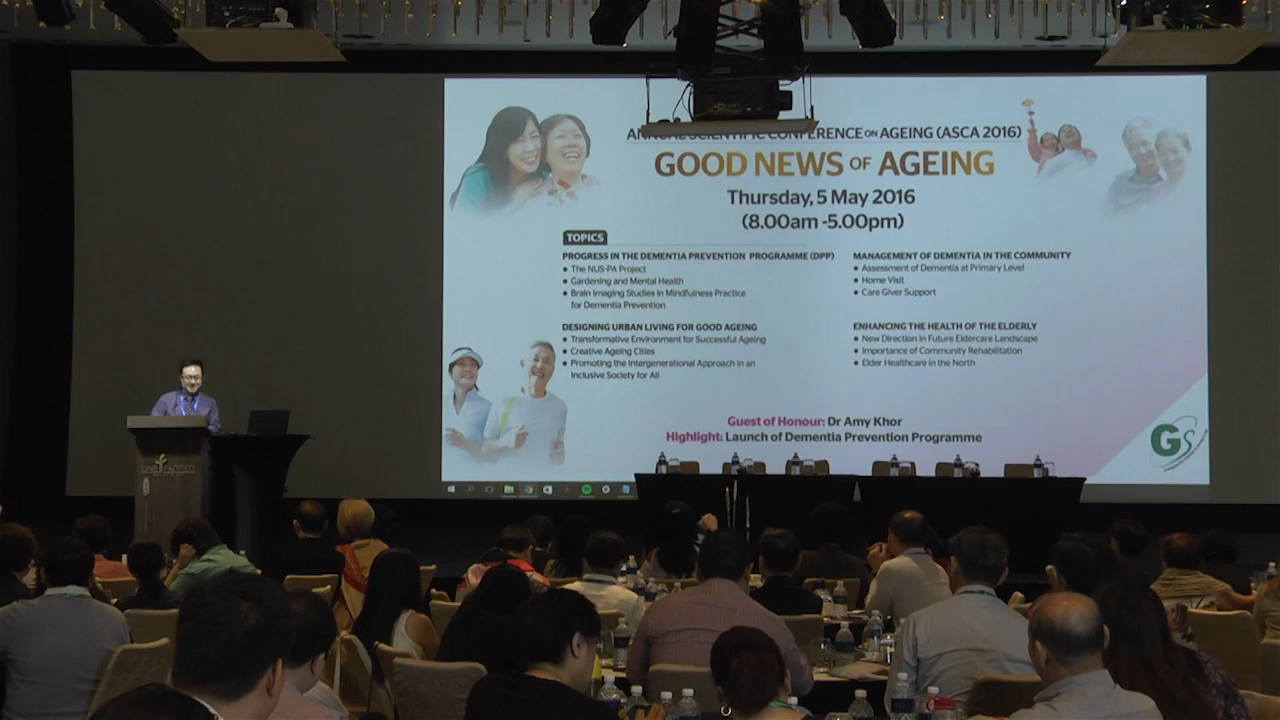 ANNUAL SCIENTIFIC CONFERENCE ON AGEING (ASCA 2016)
GOOD NEWS OF AGEING
Thursday, 5 May 2016
(8.00am -5.00pm)
TOPICS
PROGRESS IN THE DEMENTIA PREVENTION PROGRAMME (DPP)
• The NUS-PA Project
• Gardening and Mental Health
• Brain Imaging Studies in Mindfulness Practice
for Dementia Prevention
MANAGEMENT OF DEMENTIA IN THE COMMUNITY
• Assessment of Dementia at Primary Level
• Home Visit
• Care Giver Support
DESIGNING URBAN LIVING FOR GOOD AGEING
• Transformative Environment for Successful Ageing
• Creative Ageing Cities
• Promoting the Intergenerational Approach in an
Inclusive Society for All
ENHANCING THE HEALTH OF THE ELDERLY
• New Direction in Future Eldercare Landscape
• Importance of Community Rehabilitation
• Elder Healthcare in the North
Guest of Honour: Dr Amy Khor
Highlight: Launch of Dementia Prevention Programme
GS
ONE FARRER